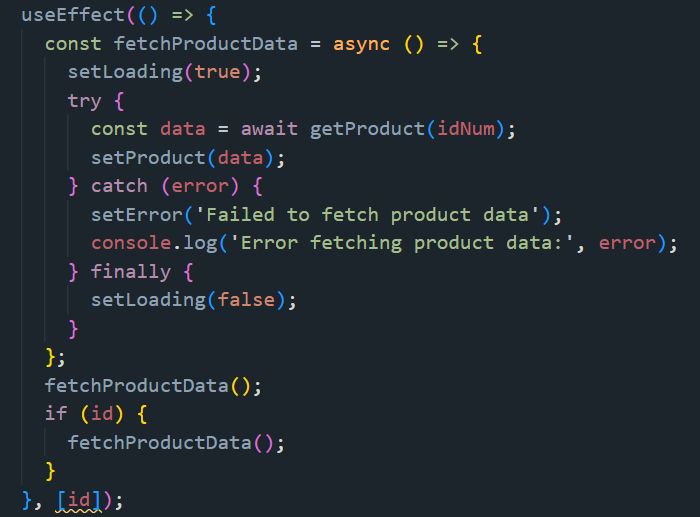 useEffect(() => {
  const fetchProductData = async () => {
    setLoading(true);
    try {
      const data = await getProduct(idNum);
      setProduct(data);
    } catch (error) {
      setError('Failed to fetch product data');
      console.log('Error fetching product data:', error);
    } finally {
      setLoading(false);
    }
  };
  fetchProductData();
  if (id) {
    fetchProductData();
  }
}, [id]);